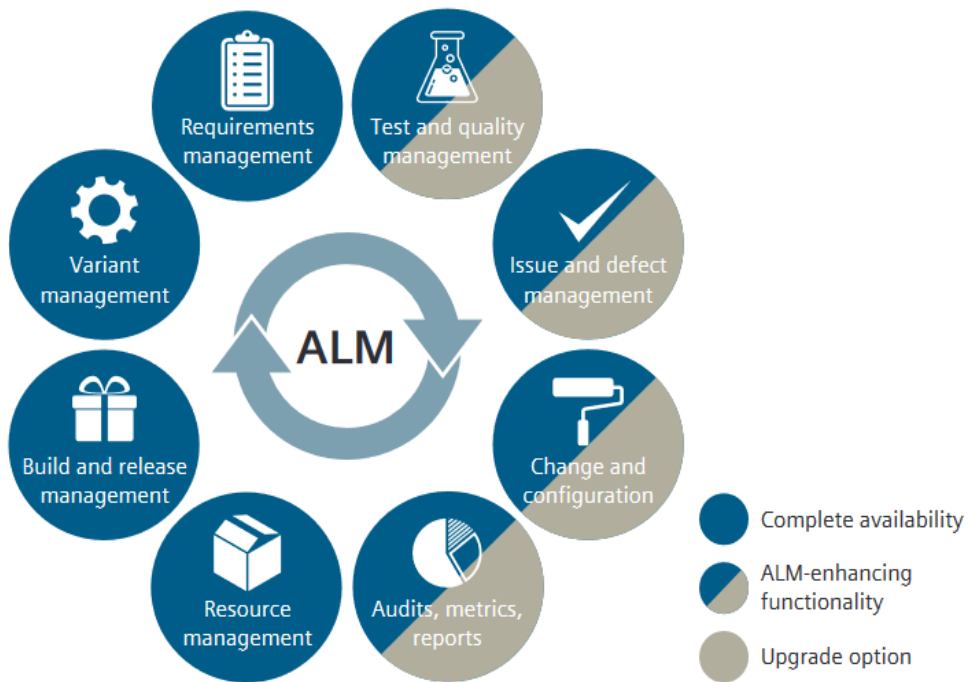 Requirements
management
Test and quality
management
Variant
management
Issue and defect
management
ALM
Build and release
management
Change and
configuration
Resource
management
Audits, metrics,
reports
Complete availability
ALM-enhancing
functionality
Upgrade option